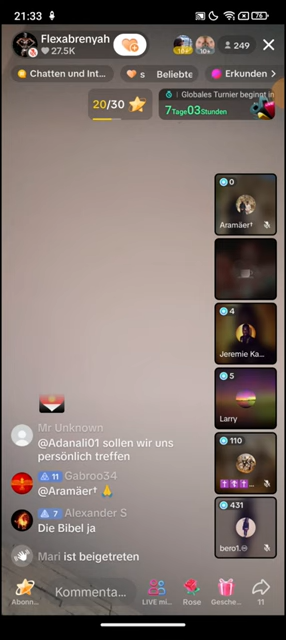 21:33
76
Flexabrenyah
27.5K
10+
249
Chatten und Int...
s Beliebte
Erkunden >
20/30
Globales Turnier beginnt in
7Tage03Stunden
0
Aramäer†
4
Jeremie Ka...
5
Larry
Mr Unknown
@Adanali01 sollen wir uns
persönlich treffen
110
...
11 Gabroo34
@Aramäer† 🙏
7 Alexander S
Die Bibel ja
431
bero1.♾
Mari ist beigetreten
Abonn...
Kommenta...
LIVE mi...
Rose
Gesche...
11